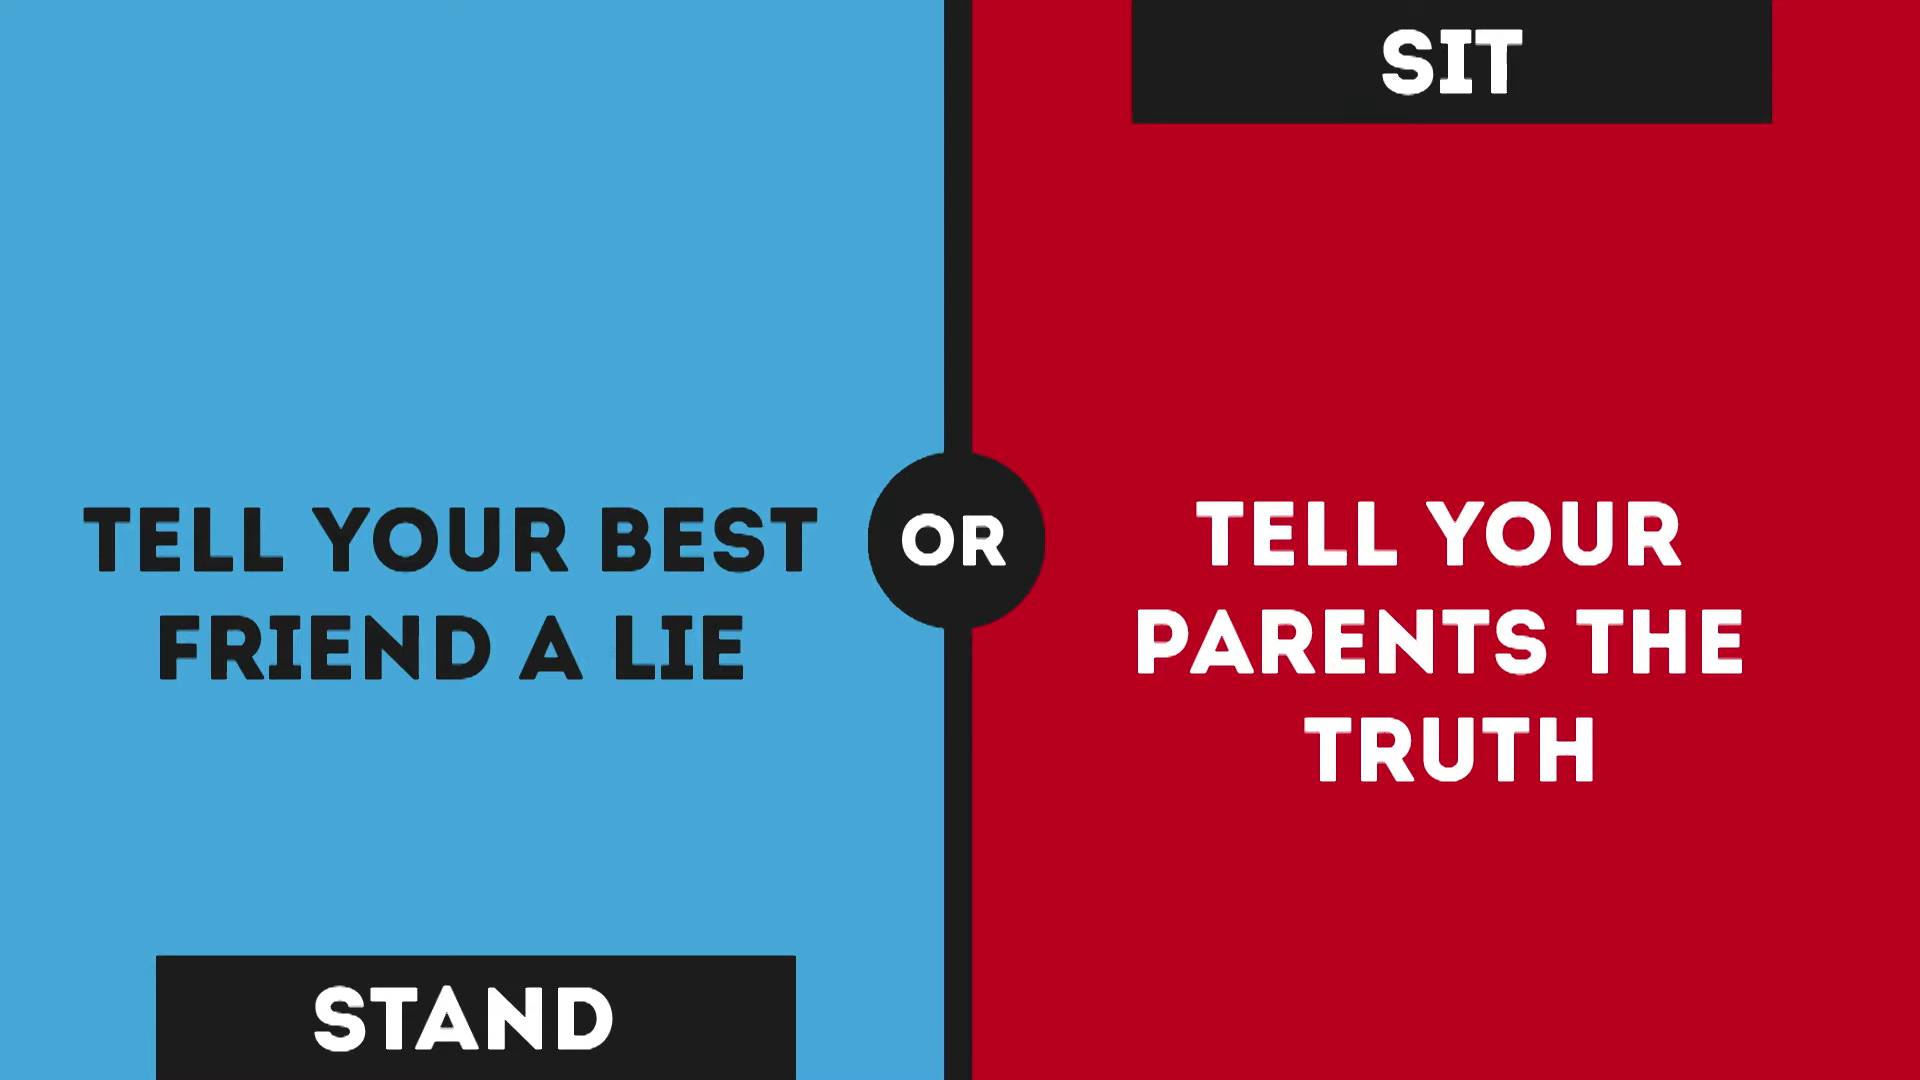 TELL YOUR BEST
FRIEND A LIE
STAND
OR
SIT
TELL YOUR
PARENTS THE
TRUTH